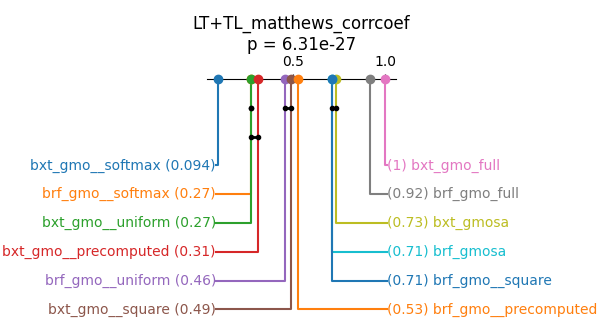 LT+TL_matthews_corrcoef
p = 6.31e-27
0.5
1.0
bxt_gmo__softmax (0.094)
brf_gmo__softmax (0.27)
bxt_gmo__uniform (0.27)
bxt_gmo__precomputed (0.31)
brf_gmo__uniform (0.46)
bxt_gmo__square (0.49)
(1) bxt_gmo_full
(0.92) brf_gmo_full
(0.73) bxt_gmosa
(0.71) brf_gmosa
(0.71) brf_gmo__square
(0.53) brf_gmo__precomputed